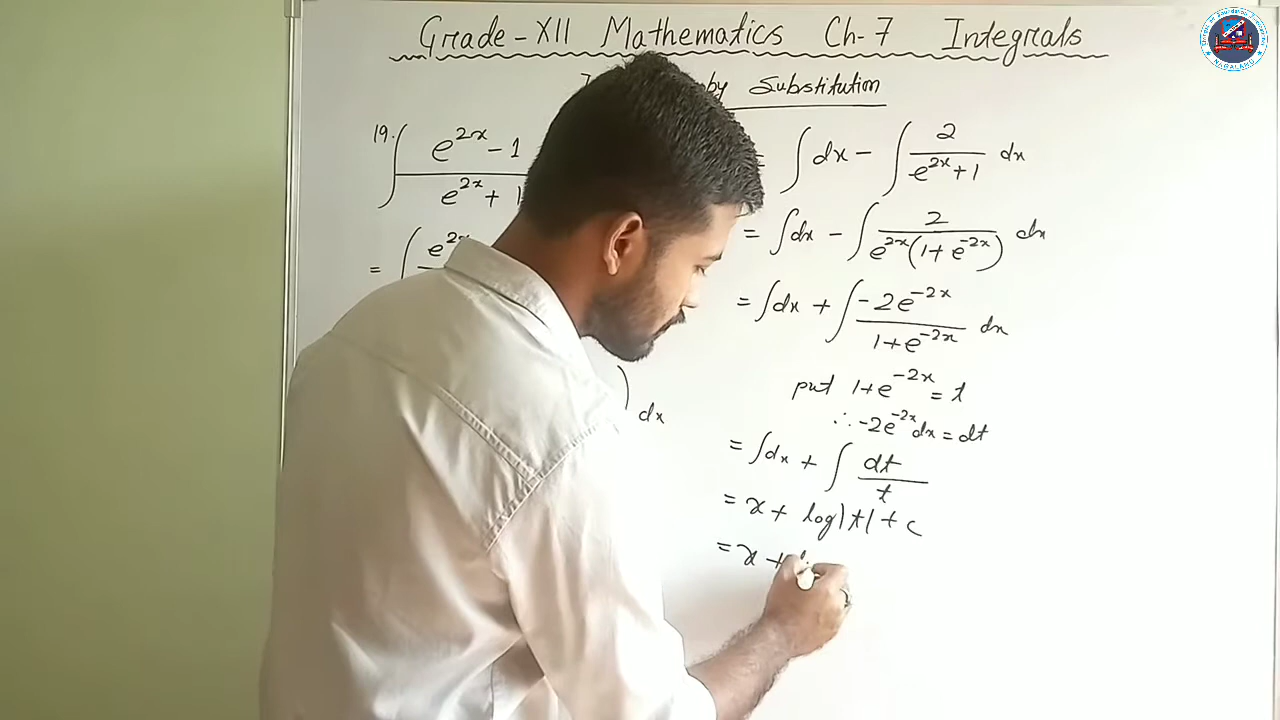 Grade-XII Mathematics Ch-7 Integrals
by Substitution
19. ∫ e^{2x} - 1
e^{2x} + 1
= ( e^{2x}
) dx
= ∫ dx - ∫ 2 / (e^{2x} + 1) dx
= ∫ dx - ∫ 2 / (e^{2x}(1 + e^{-2x})) dx
= ∫ dx + ∫ -2e^{-2x} / (1 + e^{-2x}) dx
put 1 + e^{-2x} = t
∴ -2e^{-2x} dx = dt
= ∫ dx + ∫ dt / t
= x + log|t| + c
= x +
NAGALAND